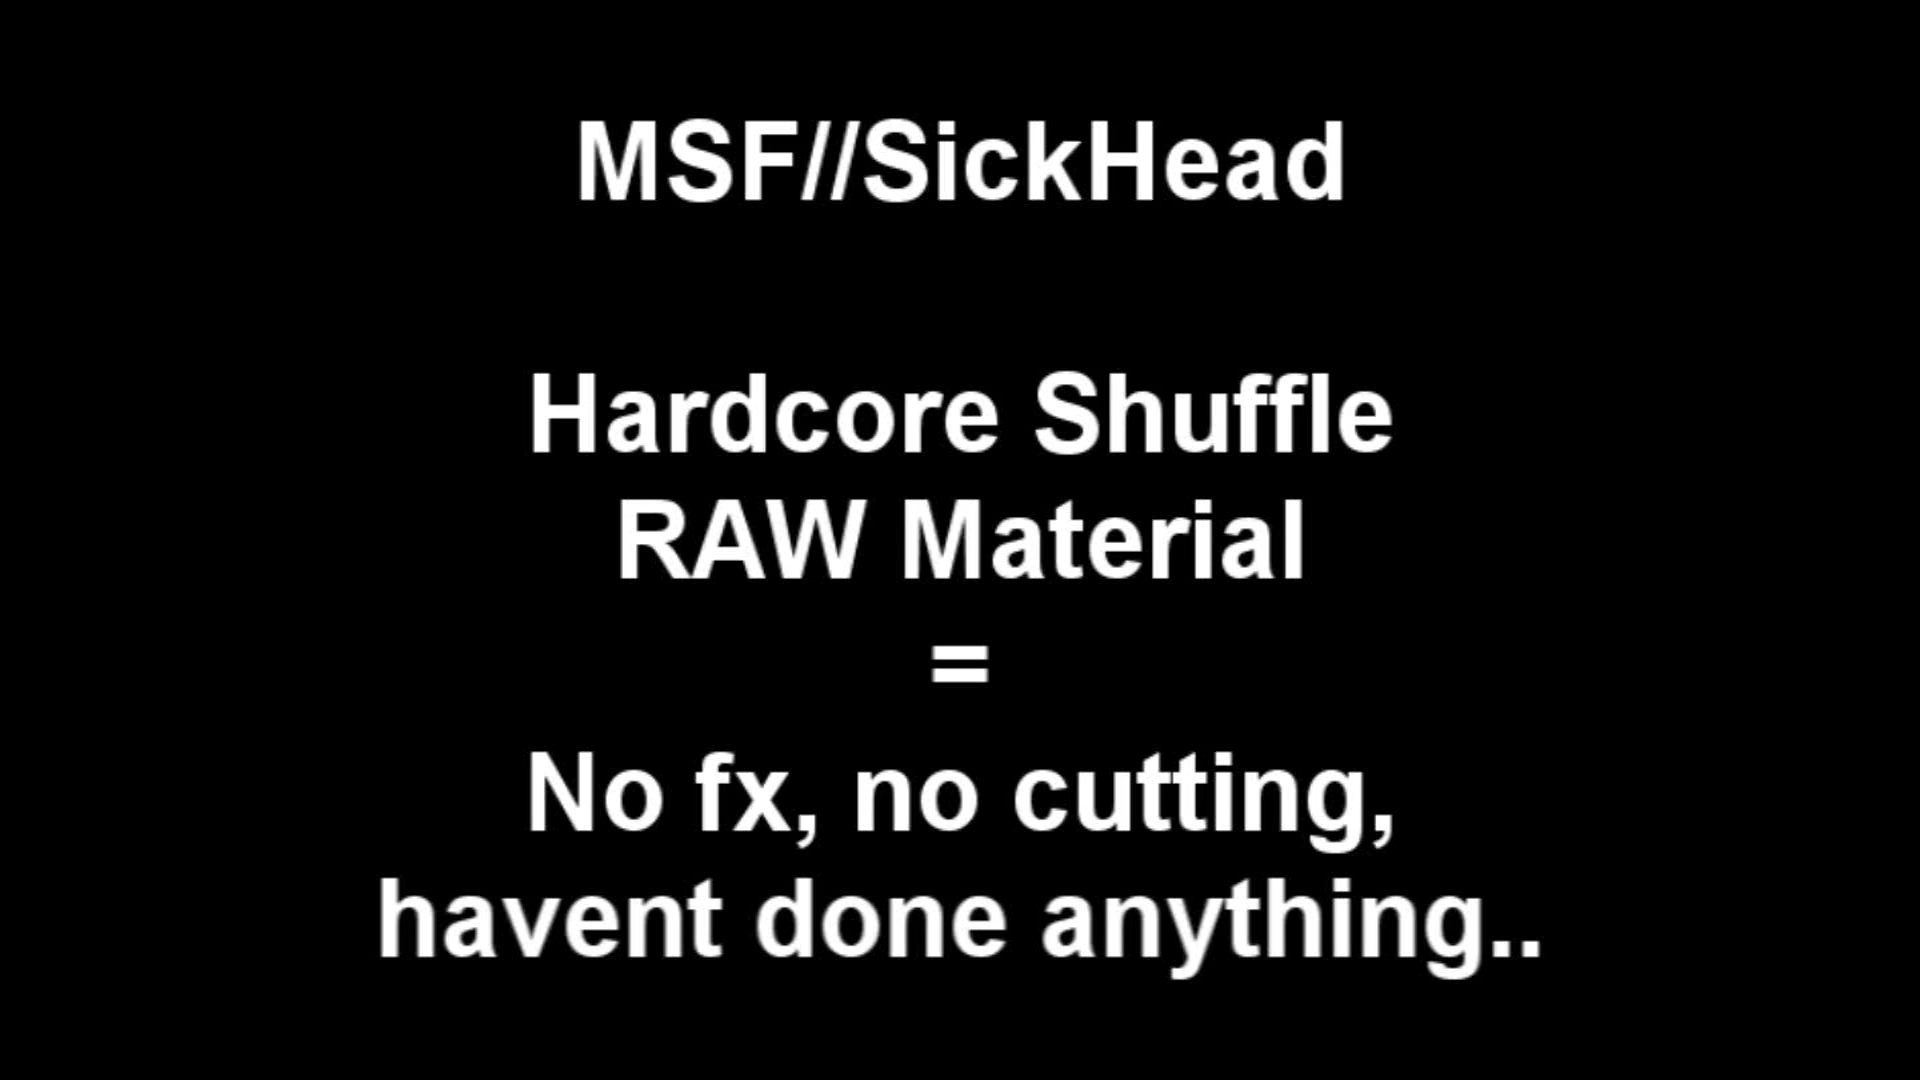 MSF//SickHead
Hardcore Shuffle
RAW Material
=
No fx, no cutting,
havent done anything..